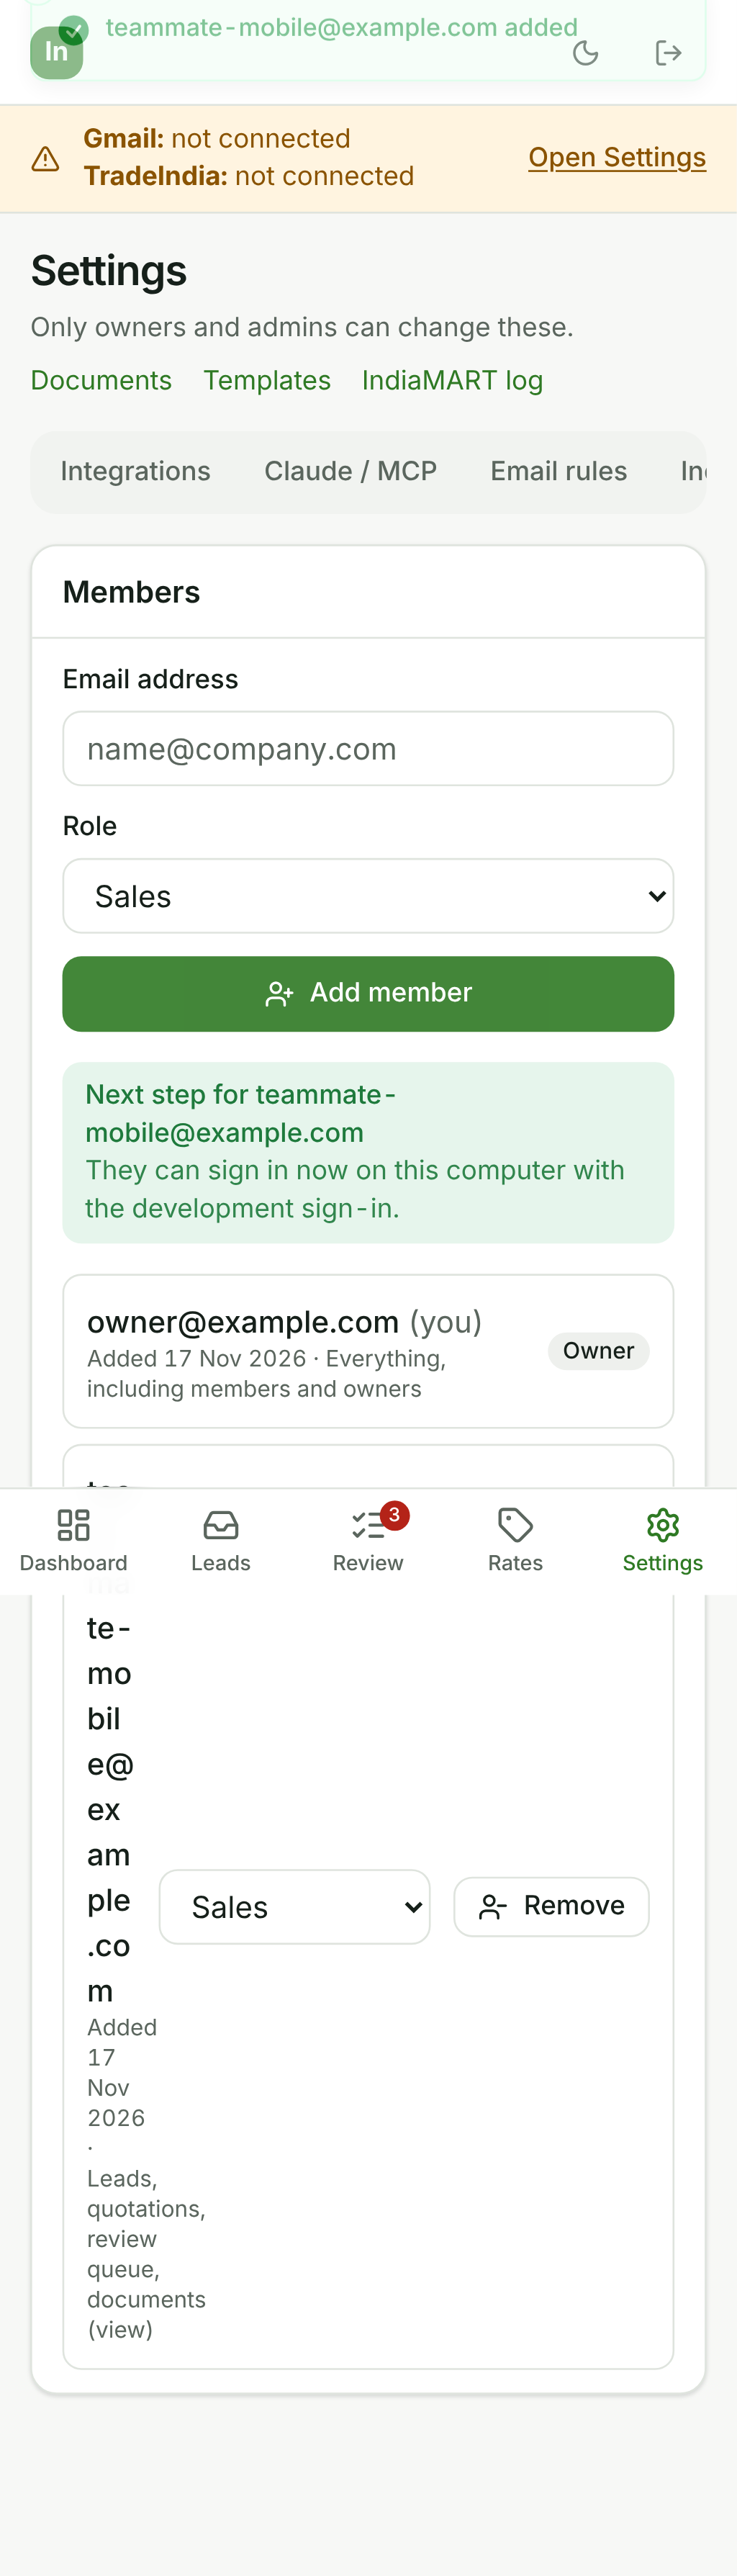 teammate-mobile@example.com added
In
Gmail: not connected
TradeIndia: not connected
Open Settings
Settings
Only owners and admins can change these.
Documents Templates IndiaMART log
Integrations Claude / MCP Email rules
Members
Email address
name@company.com
Role
Sales
Add member
Next step for teammate-
mobile@example.com
They can sign in now on this computer with
the development sign-in.
owner@example.com (you)
Added 17 Nov 2026 · Everything,
including members and owners
Owner
Dashboard Leads Review 3 Rates Settings
te-
mo
bil
e@
ex
am
ple
.co
m
Sales
Remove
Added
17
Nov
2026
·
Leads,
quotations,
review
queue,
documents
(view)